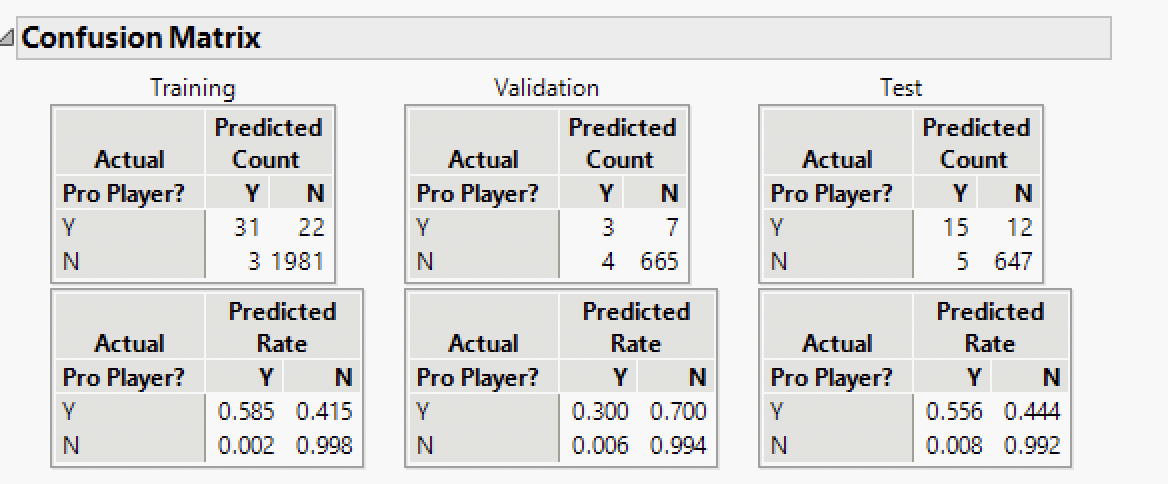 Confusion Matrix
Training Validation Test
Predicted Predicted Predicted
Actual Count Actual Count Actual Count
Pro Player? Y N Pro Player? Y N Pro Player? Y N
Y 31 22 Y 3 7 Y 15 12
N 3 1981 N 4 665 N 5 647
Predicted Predicted Predicted
Actual Rate Actual Rate Actual Rate
Pro Player? Y N Pro Player? Y N Pro Player? Y N
Y 0.585 0.415 Y 0.300 0.700 Y 0.556 0.444
N 0.002 0.998 N 0.006 0.994 N 0.008 0.992